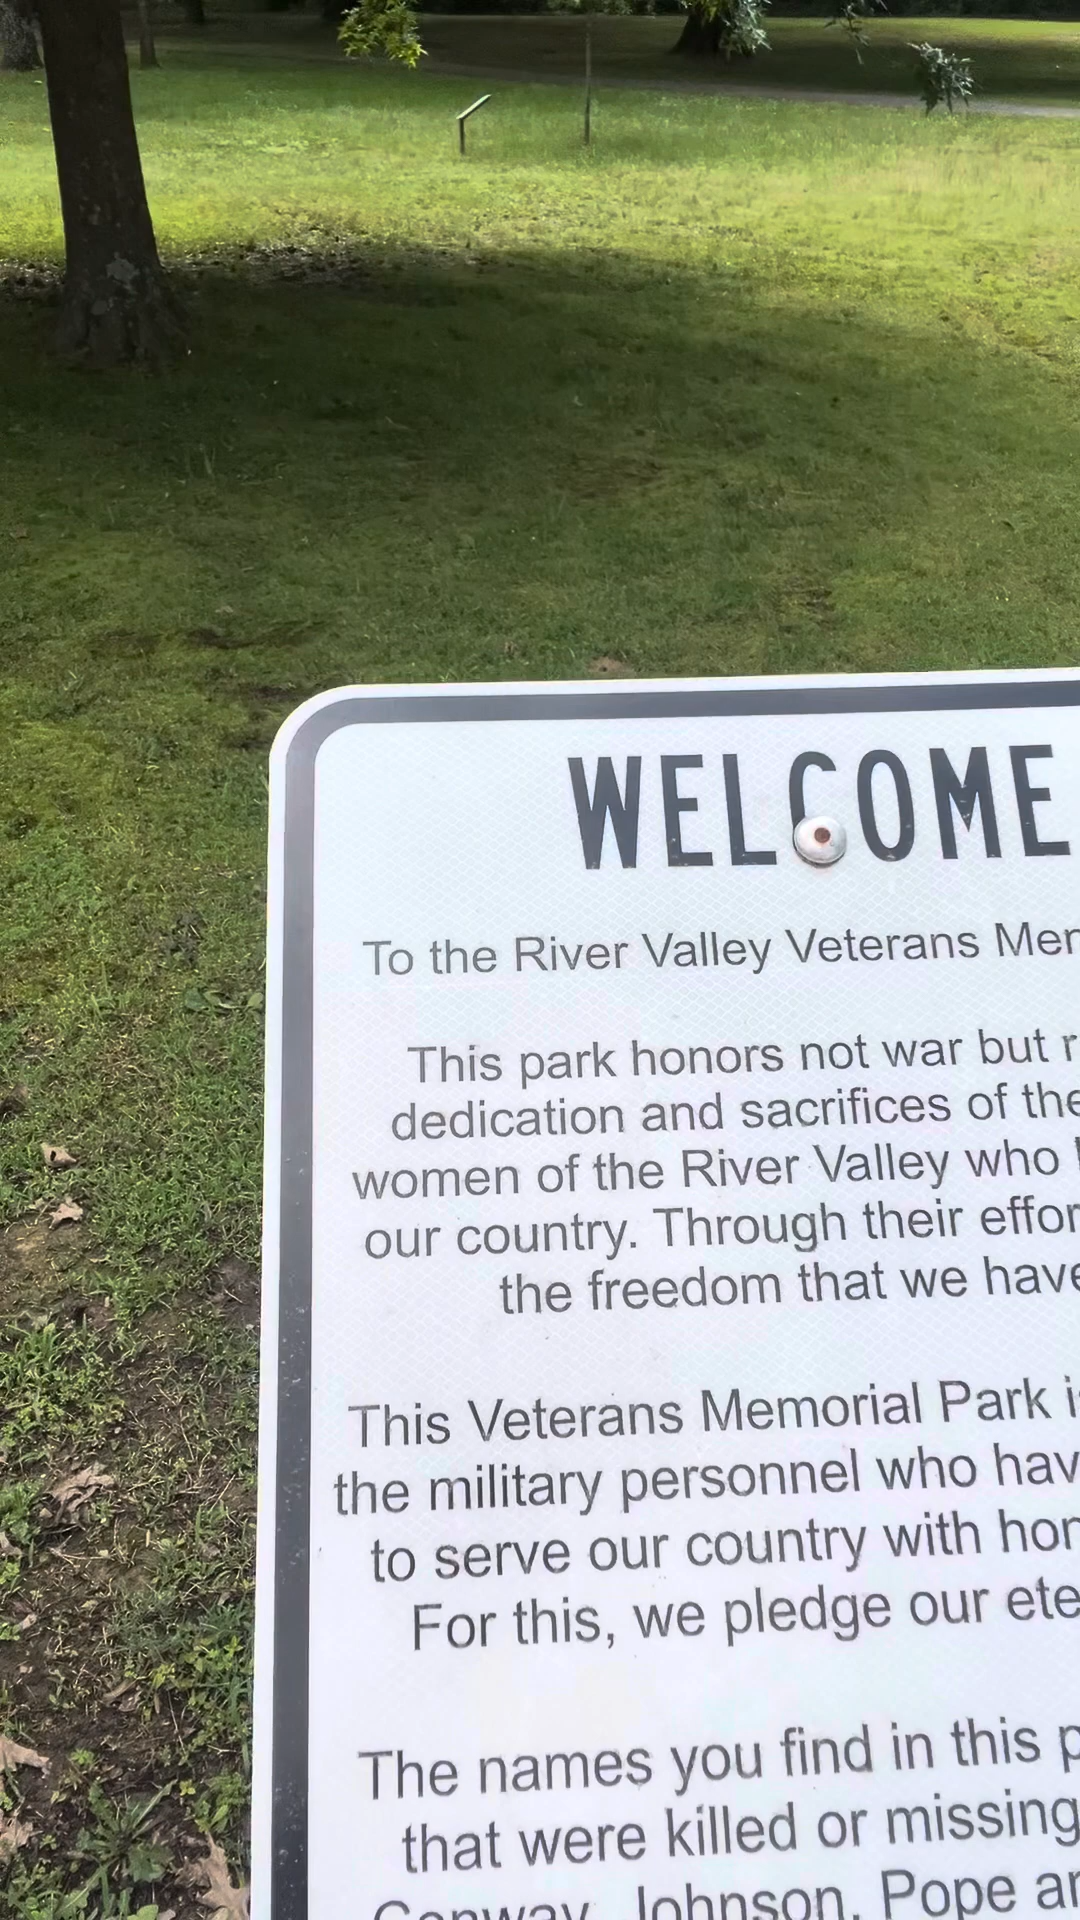 WELCOME
To the River Valley Veterans Mem
This park honors not war but r
dedication and sacrifices of the
women of the River Valley who
our country. Through their effor
the freedom that we have
This Veterans Memorial Park i
the military personnel who hav
to serve our country with hon
For this, we pledge our ete
The names you find in this p
that were killed or missing
Conway, Johnson, Pope an